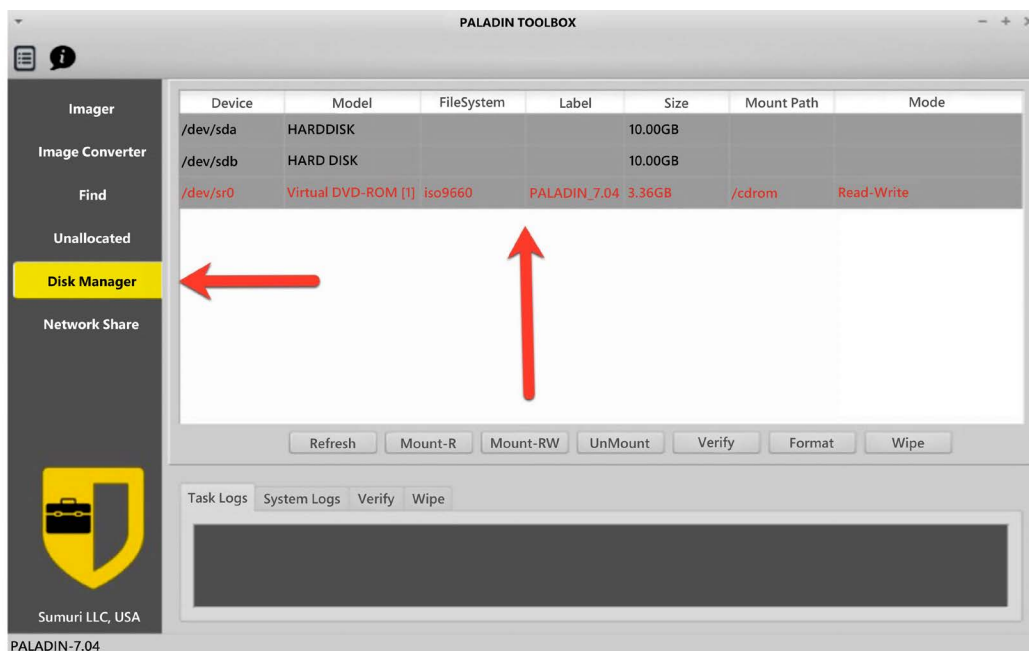 PALADIN TOOLBOX
Imager
Image Converter
Find
Unallocated
Disk Manager
Network Share
Device Model FileSystem Label Size Mount Path Mode
/dev/sda HARDDISK 10.00GB
/dev/sdb HARD DISK 10.00GB
/dev/sr0 Virtual DVD-ROM [1] iso9660 PALADIN_7.04 3.36GB /cdrom Read-Write
Refresh Mount-R Mount-RW UnMount Verify Format Wipe
Task Logs System Logs Verify Wipe
Sumuri LLC, USA
PALADIN-7.04